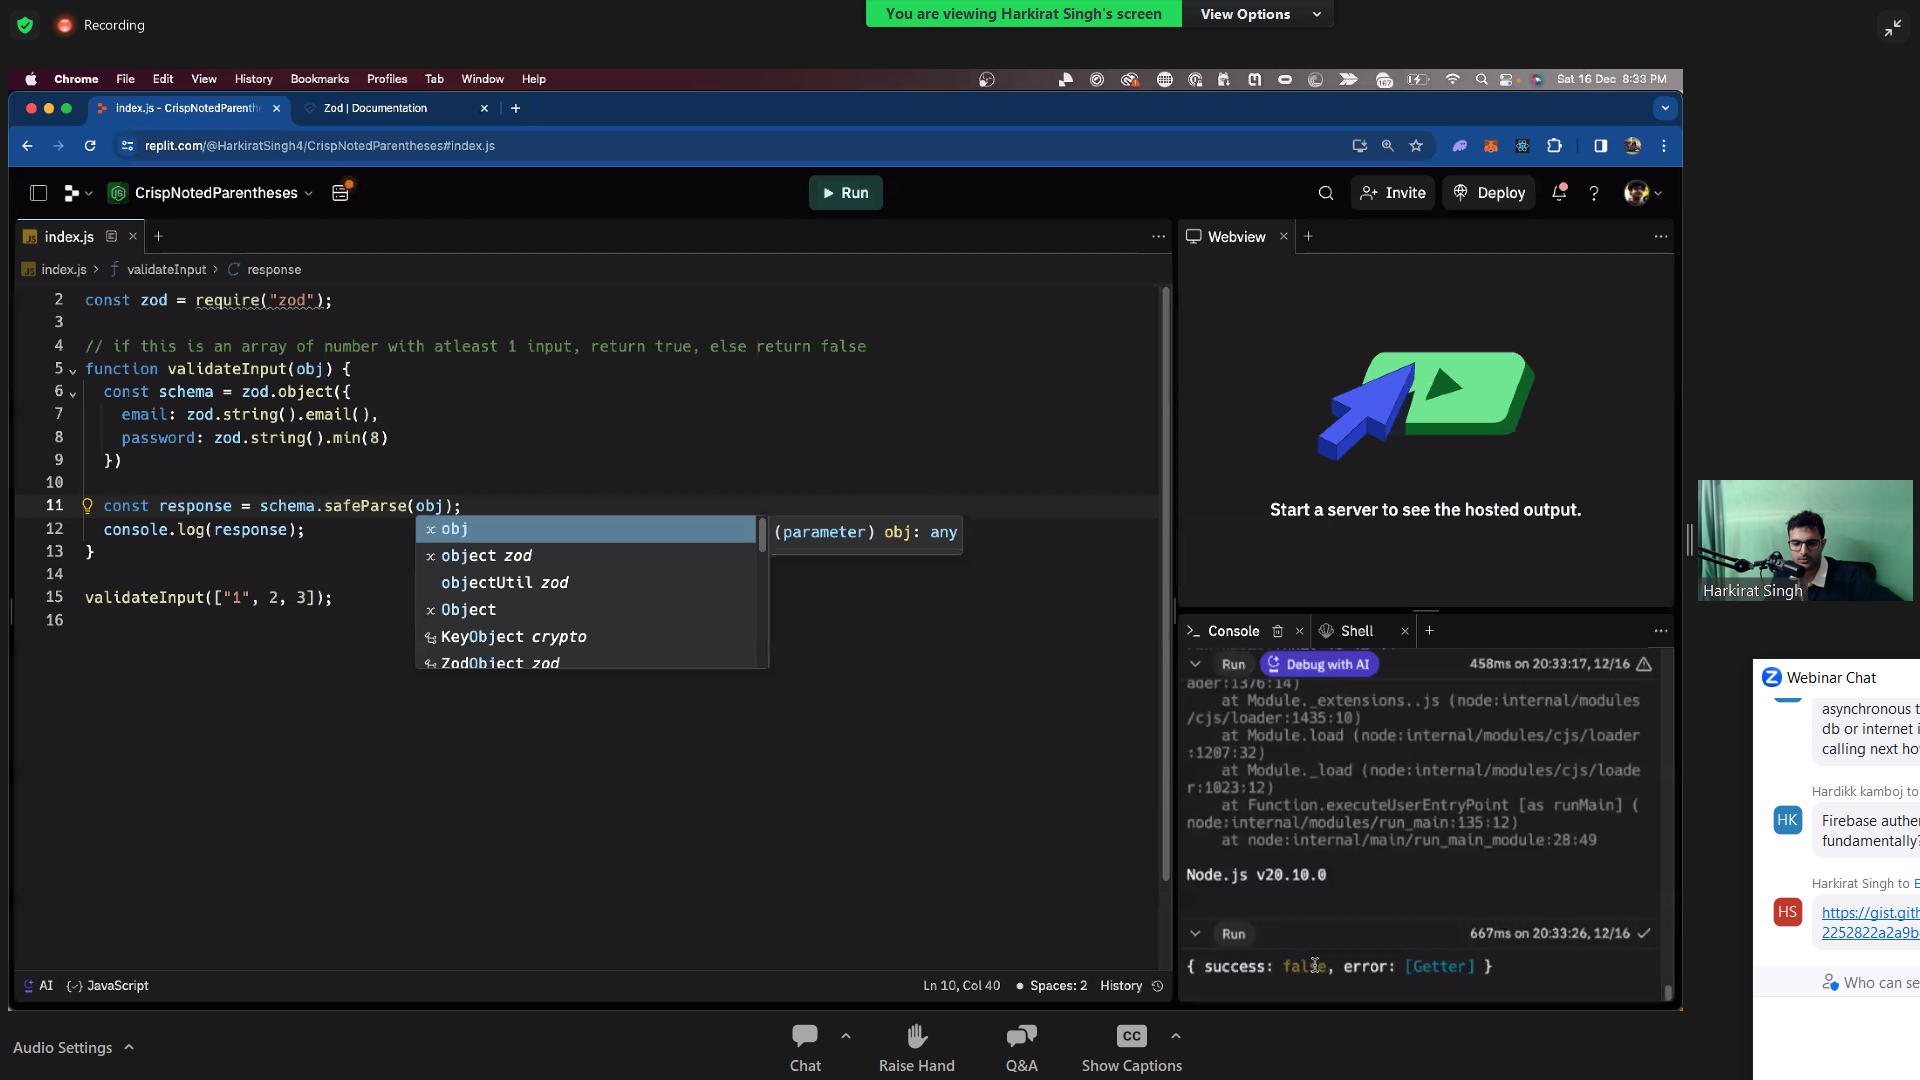 Recording
You are viewing Harkirat Singh's screen
View Options
Chrome File Edit View History Bookmarks Profiles Tab Window Help
Sat 16 Dec 8:33 PM
index.js - CrispNotedParenth
Zod | Documentation
replit.com/@HarkiratSingh4/CrispNotedParentheses#index.js
CrispNotedParentheses
Run
Invite
Deploy
index.js
Webview
index.js > validateInput > response
2 const zod = require("zod");
3
4 // if this is an array of number with atleast 1 input, return true, else return false
5 function validateInput(obj) {
6 const schema = zod.object({
7 email: zod.string().email(),
8 password: zod.string().min(8)
9 })
10
11 const response = schema.safeParse(obj);
12 console.log(response);
13 }
14
15 validateInput(["1", 2, 3]);
16
obj
(parameter) obj: any
object zod
objectUtil zod
Object
KeyObject crypto
ZodObject zod
Start a server to see the hosted output.
Console
Shell
Run
Debug with AI
458ms on 20:33:17, 12/16
ader:1376:14)
at Module._extensions..js (node:internal/modules
/cjs/loader:1435:10)
at Module.load (node:internal/modules/cjs/loader
:1207:32)
at Module._load (node:internal/modules/cjs/loade
r:1023:12)
at Function.executeUserEntryPoint [as runMain] (
node:internal/modules/run_main:135:12)
at node:internal/main/run_main_module:28:49
Node.js v20.10.0
Run
667ms on 20:33:26, 12/16
{ success: false, error: [Getter] }
AI
JavaScript
Ln 10, Col 40
Spaces: 2
History
Harkirat Singh
Webinar Chat
asynchronous t
db or internet i
calling next ho
Hardikk kamboj to
HK
Firebase authe
fundamentally?
Harkirat Singh to E
HS
https://gist.gith
2252822a2a9b
Who can se
Audio Settings
Chat
Raise Hand
Q&A
CC
Show Captions